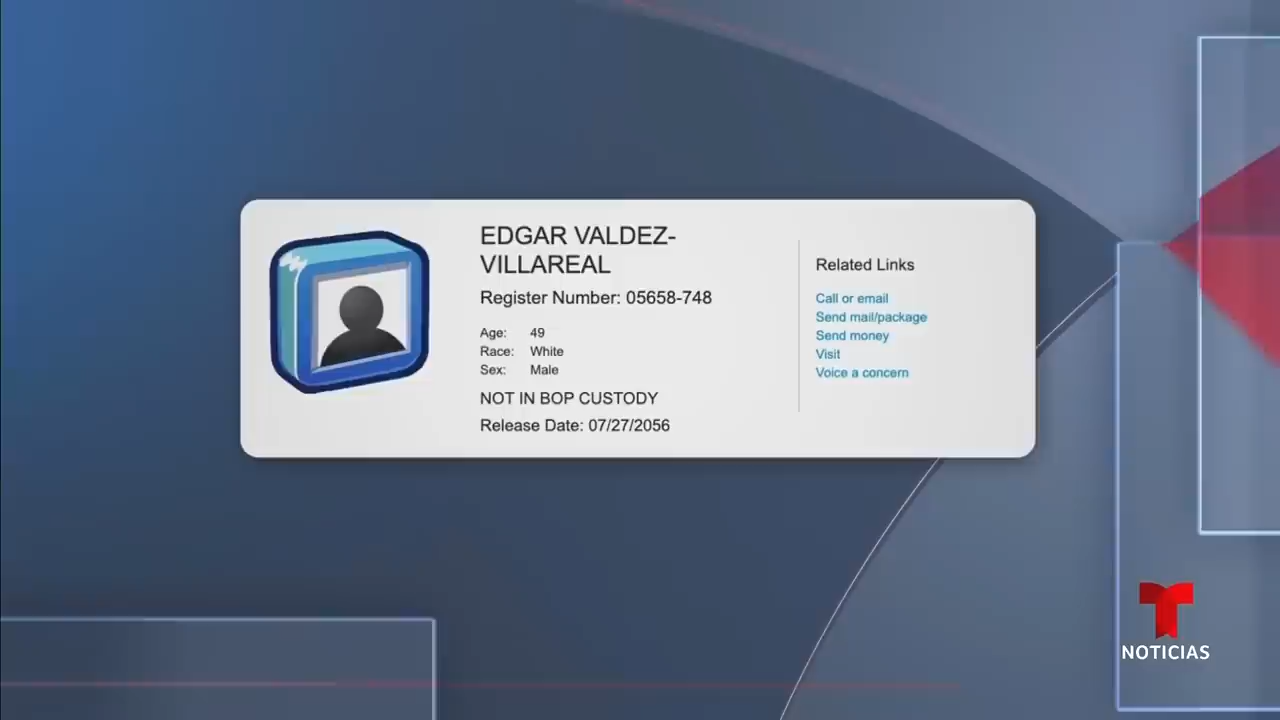 EDGAR VALDEZ-
VILLAREAL
Register Number: 05658-748
Age: 49
Race: White
Sex: Male
NOT IN BOP CUSTODY
Release Date: 07/27/2056
Related Links
Call or email
Send mail/package
Send money
Visit
Voice a concern
NOTICIAS